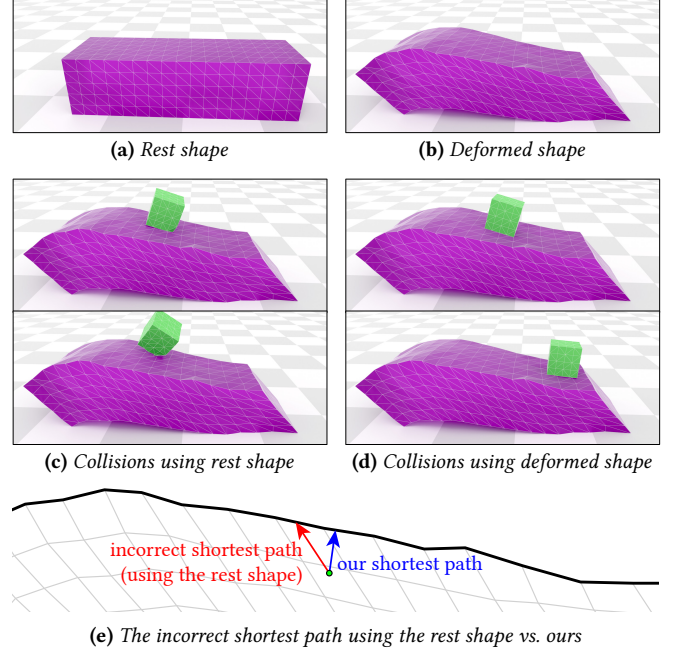 (a) Rest shape
(b) Deformed shape
(c) Collisions using rest shape
(d) Collisions using deformed shape
incorrect shortest path
(using the rest shape)
our shortest path
(e) The incorrect shortest path using the rest shape vs. ours